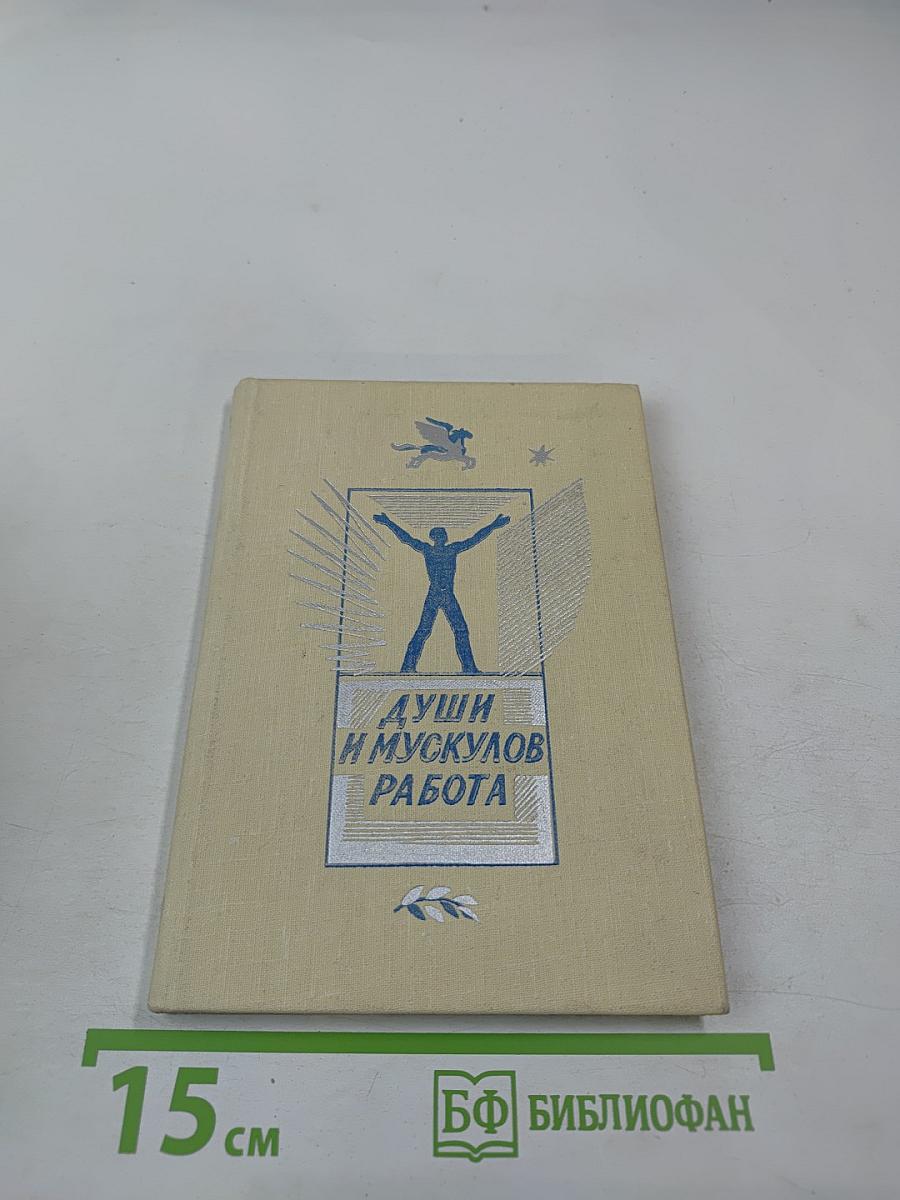 ДУШИ
И МУСКУЛОВ
РАБОТА
15 см
БФ БИБЛИОФАН